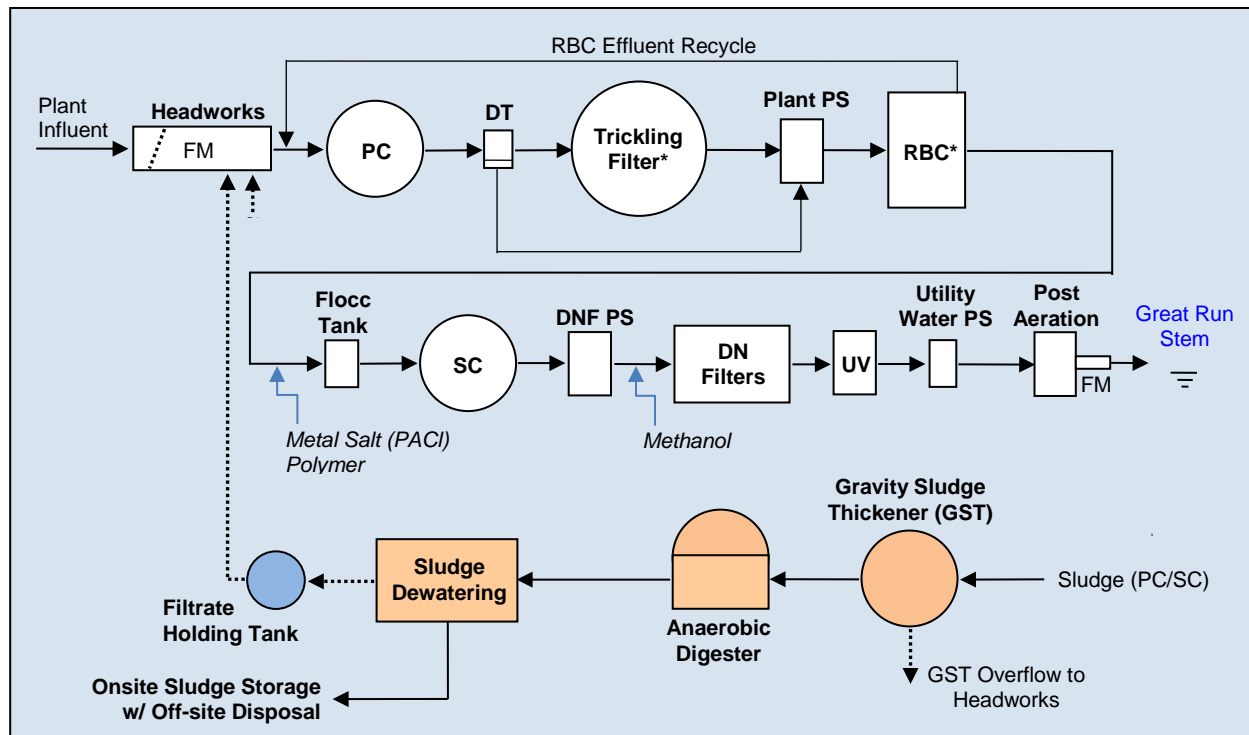 RBC Effluent Recycle
Plant
Influent
Headworks
FM
PC
DT
Trickling
Filter*
Plant PS
RBC*
Flocc
Tank
SC
DNF PS
DN
Filters
UV
Utility
Water PS
Post
Aeration
FM
Great Run
Stem
Metal Salt (PACl)
Polymer
Methanol
Gravity Sludge
Thickener (GST)
Sludge
Dewatering
Anaerobic
Digester
Sludge (PC/SC)
Filtrate
Holding Tank
GST Overflow to
Headworks
Onsite Sludge Storage
w/ Off-site Disposal